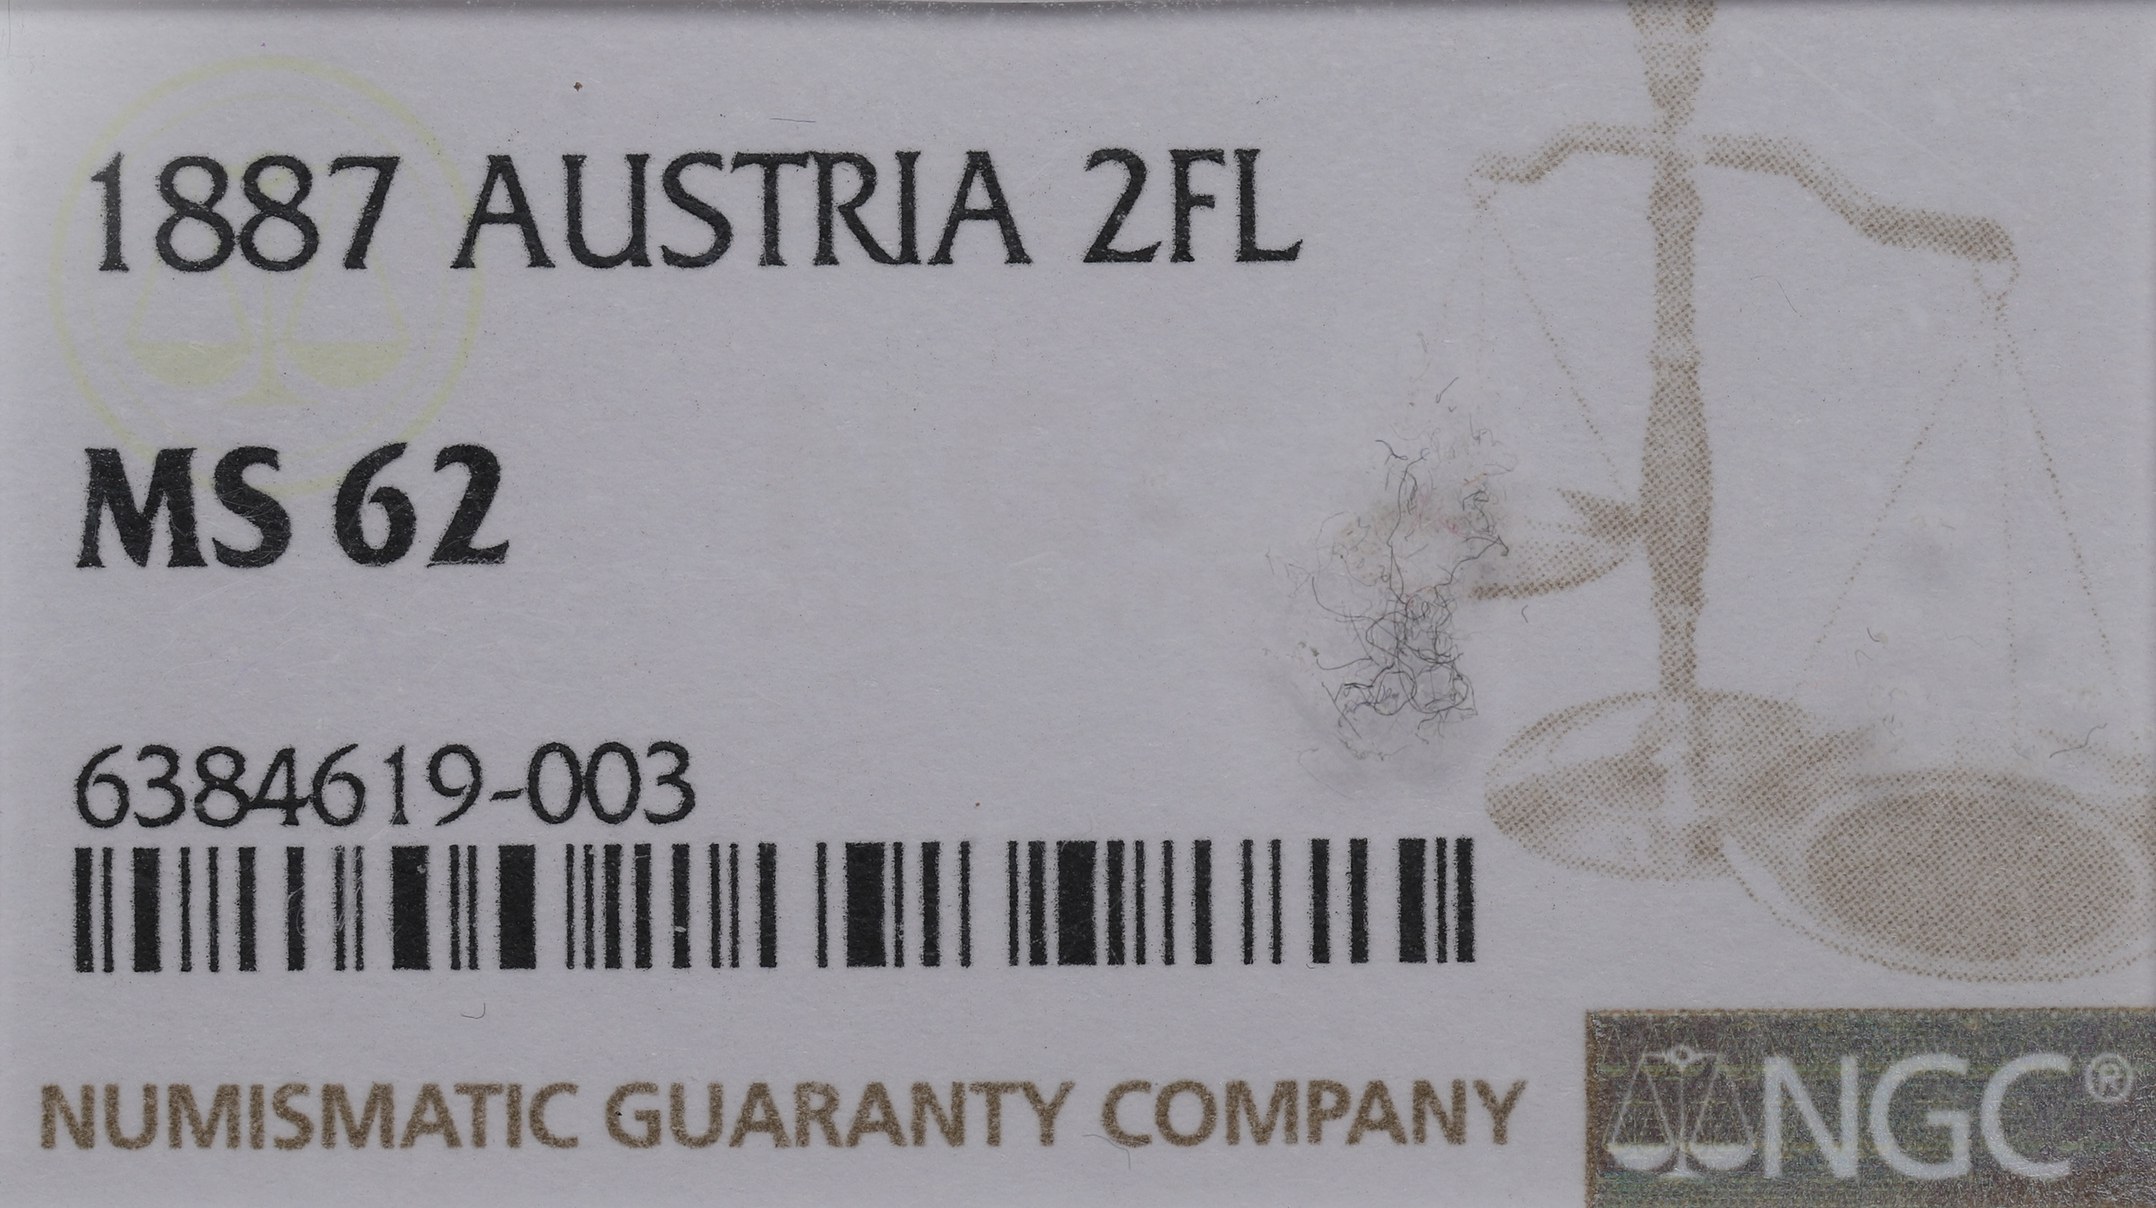 1887 AUSTRIA 2FL
MS 62
6384619-003
NUMISMATIC GUARANTY COMPANY
NGC®